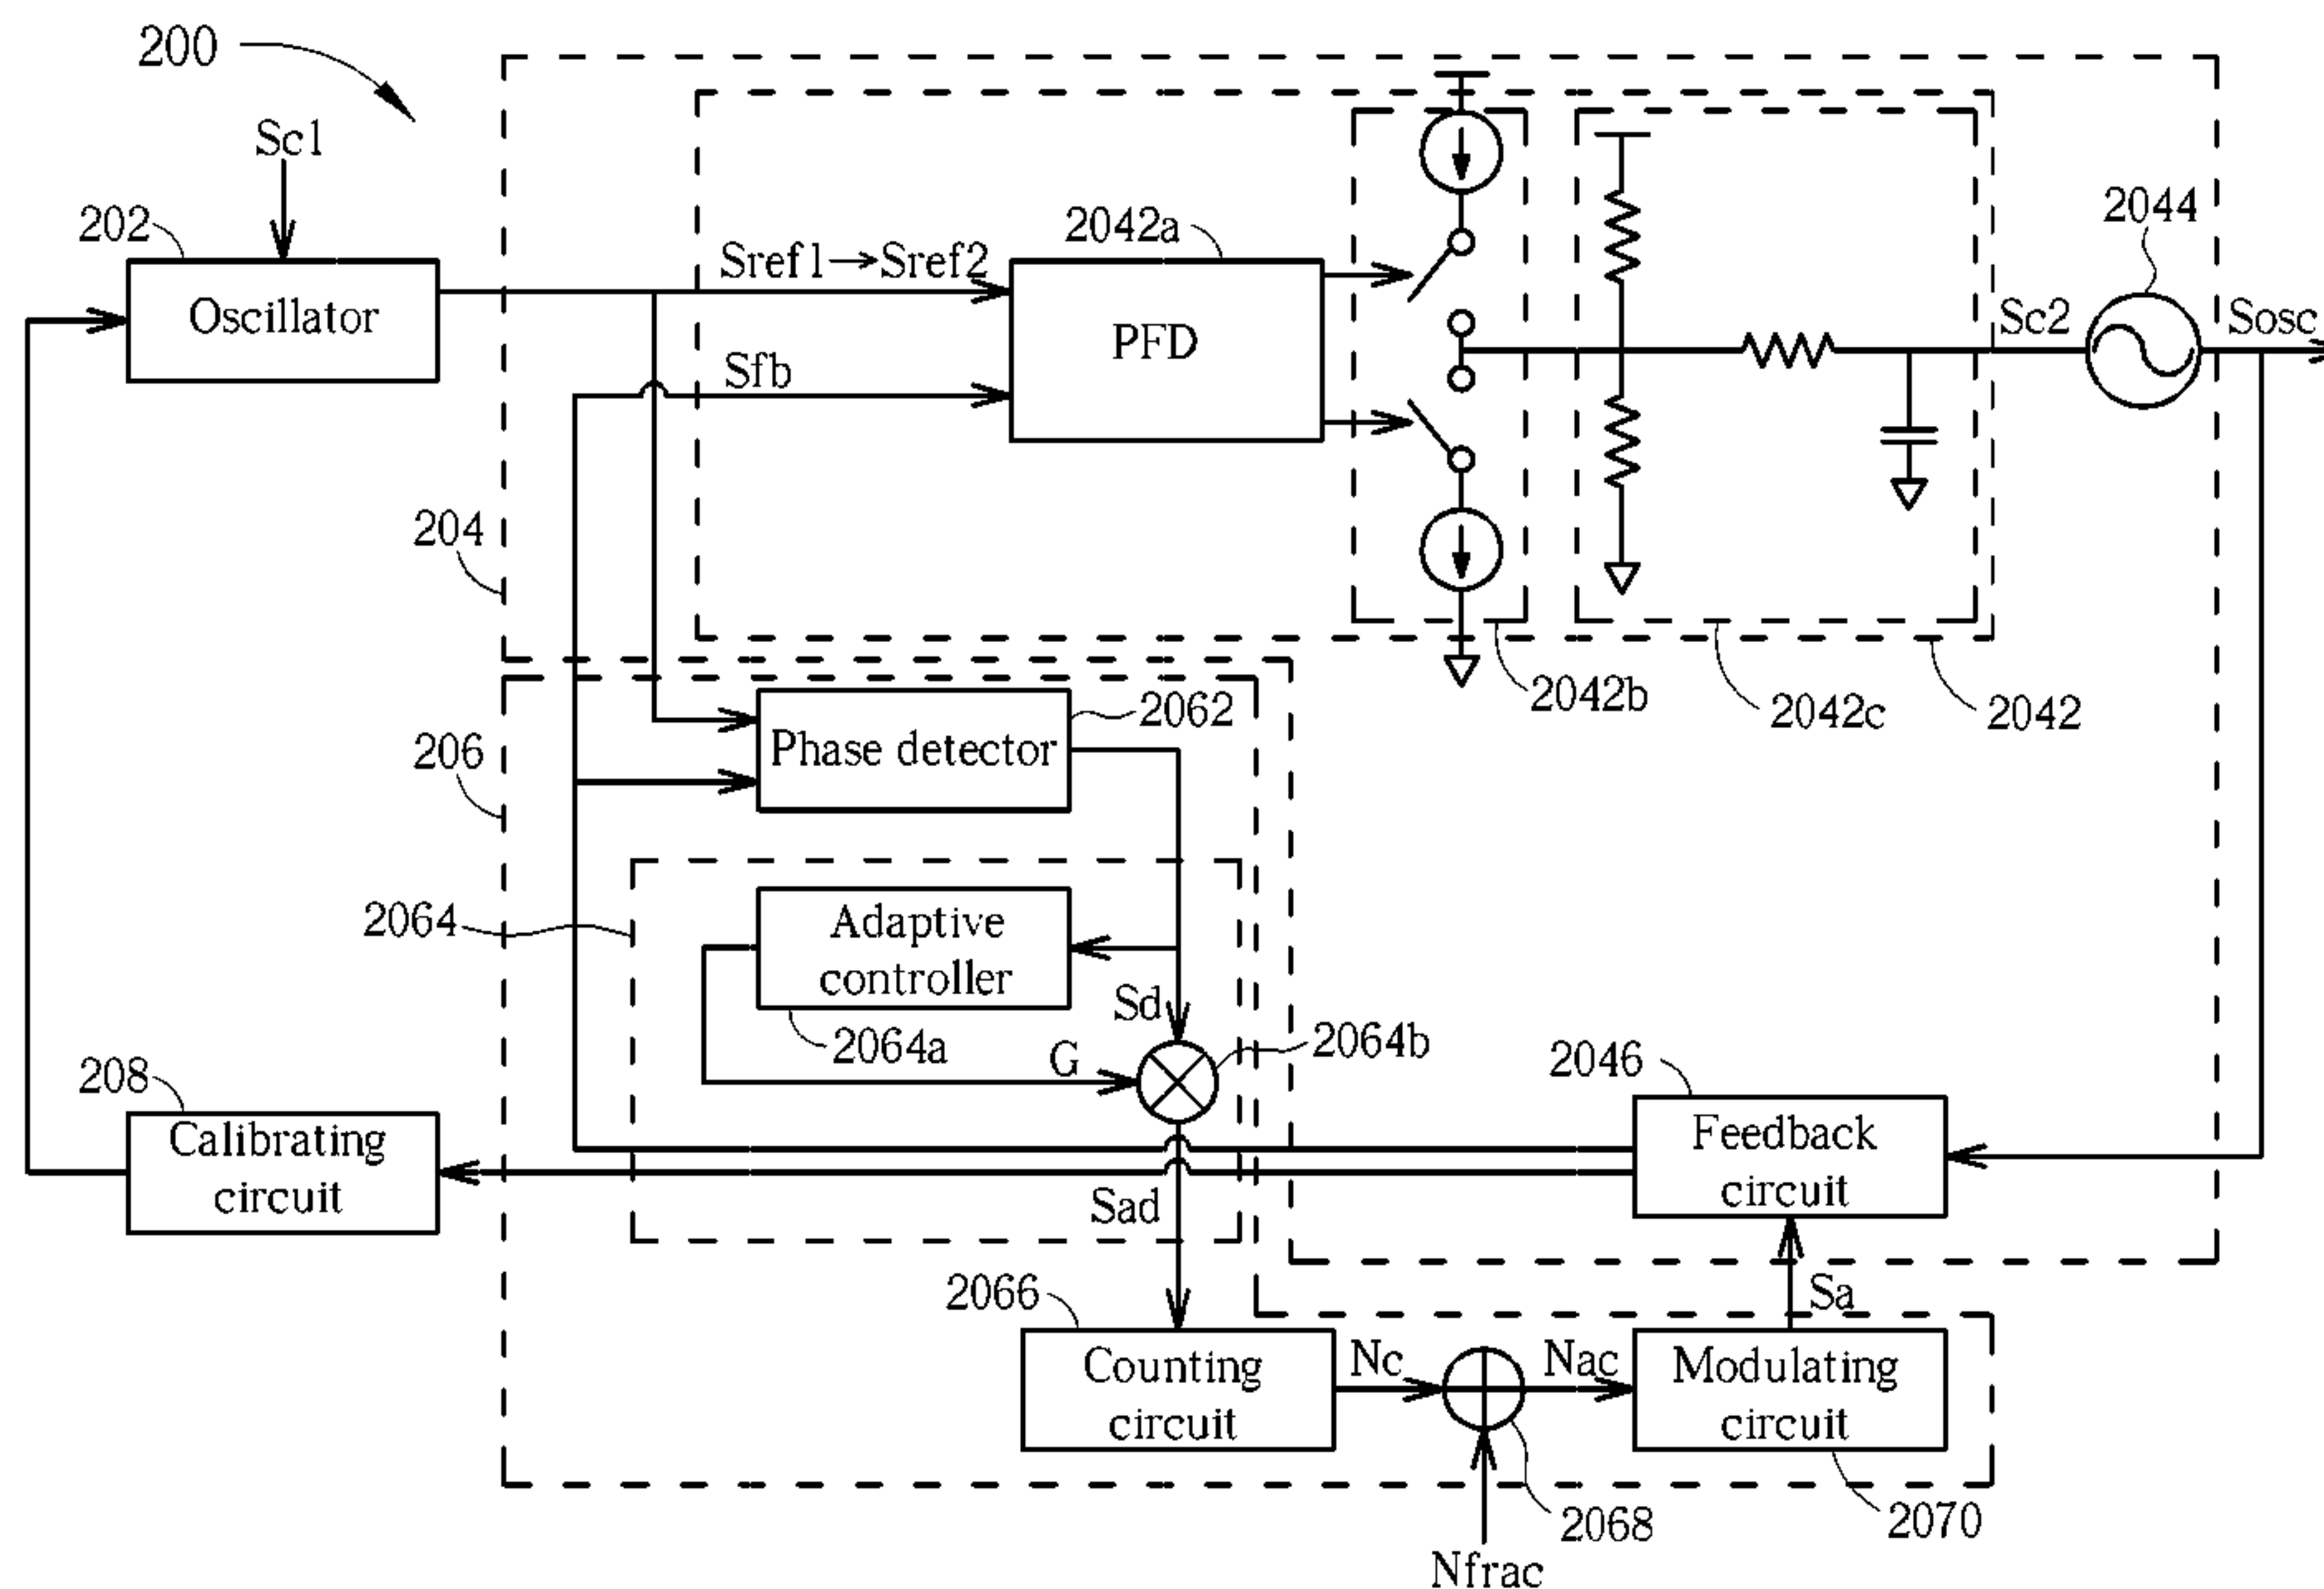 200
Sc1
202
Oscillator
Sref1→Sref2
2042a
PFD
Sfb
2044
Sc2
Sosc
204
2042b
2042c
2042
206
Phase detector
2062
2064
Adaptive
controller
2064a
Sd
G
2064b
208
Calibrating
circuit
2046
Feedback
circuit
Sad
Sa
2066
Counting
circuit
Nc
Nac
Modulating
circuit
2068
2070
Nfrac